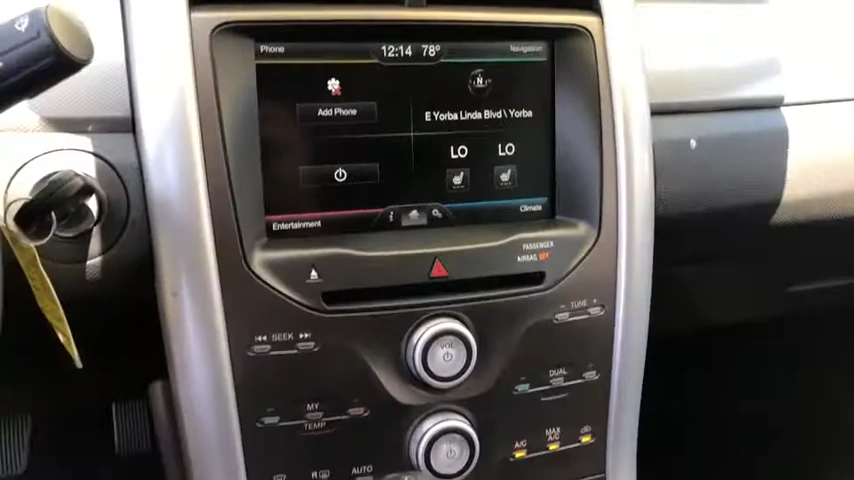 Phone
12:14 78°
Navigation
N
Add Phone
E Yorba Linda Blvd \ Yorba
LO LO
Entertainment
i
Climate
PASSENGER
AIRBAG OFF
SEEK
TUNE
- +
VOL
DUAL
MY
TEMP
A/C
MAX
A/C
R
AUTO